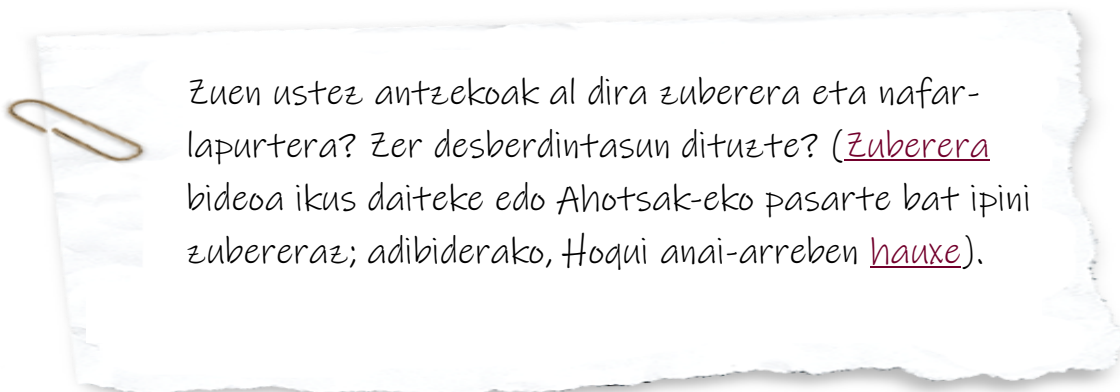 Zuen ustez antzekoak al dira zuberera eta nafar-
lapurtera? Zer desberdintasun dituzte? (Zuberera
bideoa ikus daiteke edo Ahotsak-eko pasarte bat ipini
zubereraz; adibiderako, Hoqui anai-arreben hauxe).